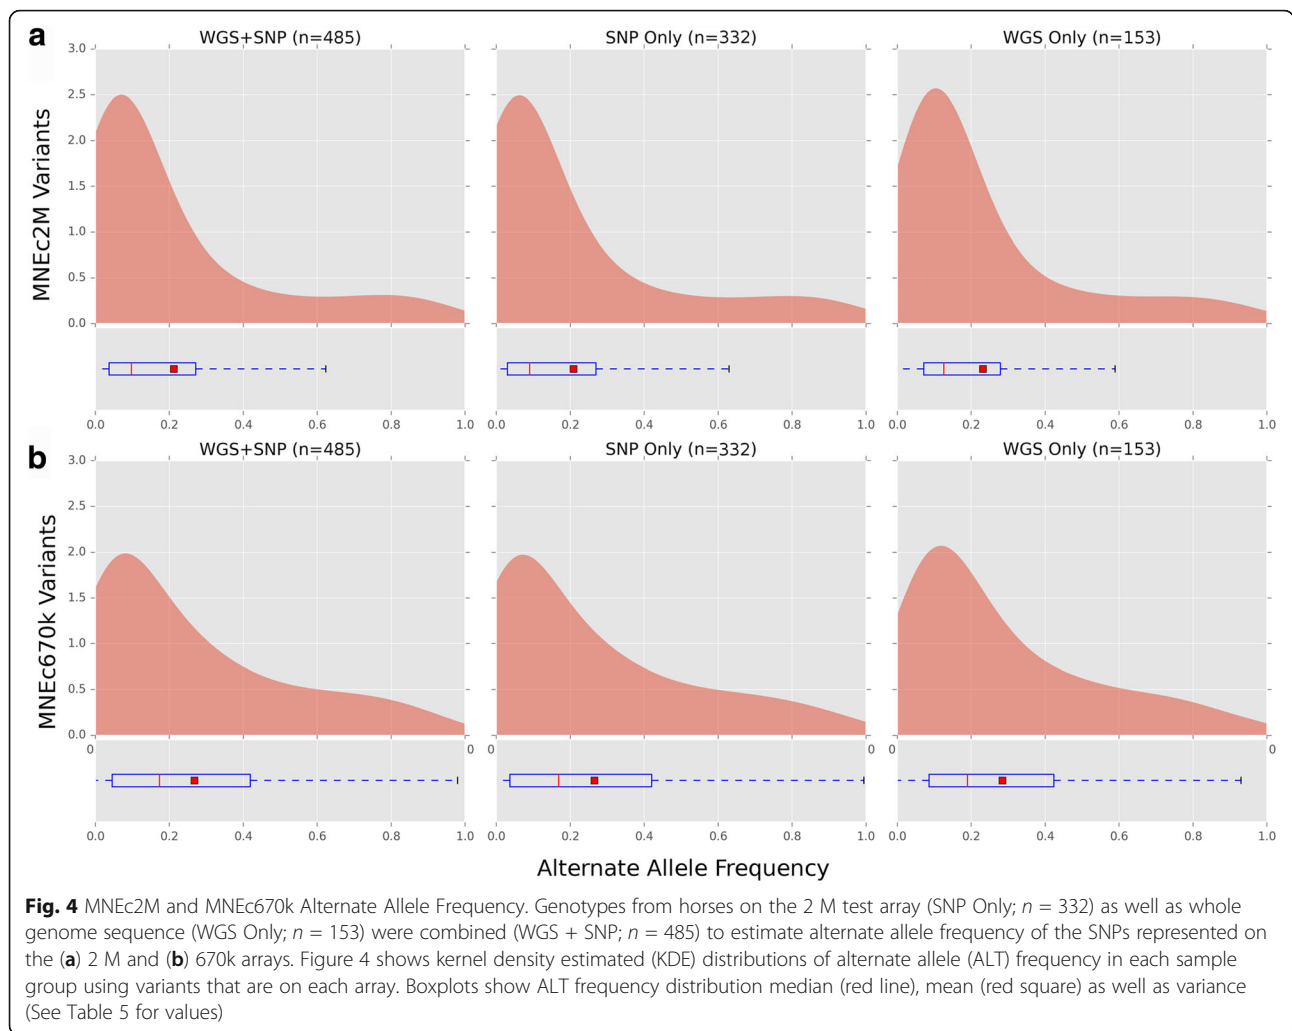 a
WGS+SNP (n=485) SNP Only (n=332) WGS Only (n=153)
3.0
2.5
2.0
1.5
1.0
0.5
0.0
MNEc2M Variants
0.0 0.2 0.4 0.6 0.8 1.0 0.0 0.2 0.4 0.6 0.8 1.0 0.0 0.2 0.4 0.6 0.8 1.0
b
WGS+SNP (n=485) SNP Only (n=332) WGS Only (n=153)
3.0
2.5
2.0
1.5
1.0
0.5
0.0
MNEc670k Variants
0 0 0 0
0.0 0.2 0.4 0.6 0.8 1.0 0.0 0.2 0.4 0.6 0.8 1.0 0.0 0.2 0.4 0.6 0.8 1.0
Alternate Allele Frequency
Fig. 4 MNEc2M and MNEc670k Alternate Allele Frequency. Genotypes from horses on the 2 M test array (SNP Only; n = 332) as well as whole
genome sequence (WGS Only; n = 153) were combined (WGS + SNP; n = 485) to estimate alternate allele frequency of the SNPs represented on
the (a) 2 M and (b) 670k arrays. Figure 4 shows kernel density estimated (KDE) distributions of alternate allele (ALT) frequency in each sample
group using variants that are on each array. Boxplots show ALT frequency distribution median (red line), mean (red square) as well as variance
(See Table 5 for values)